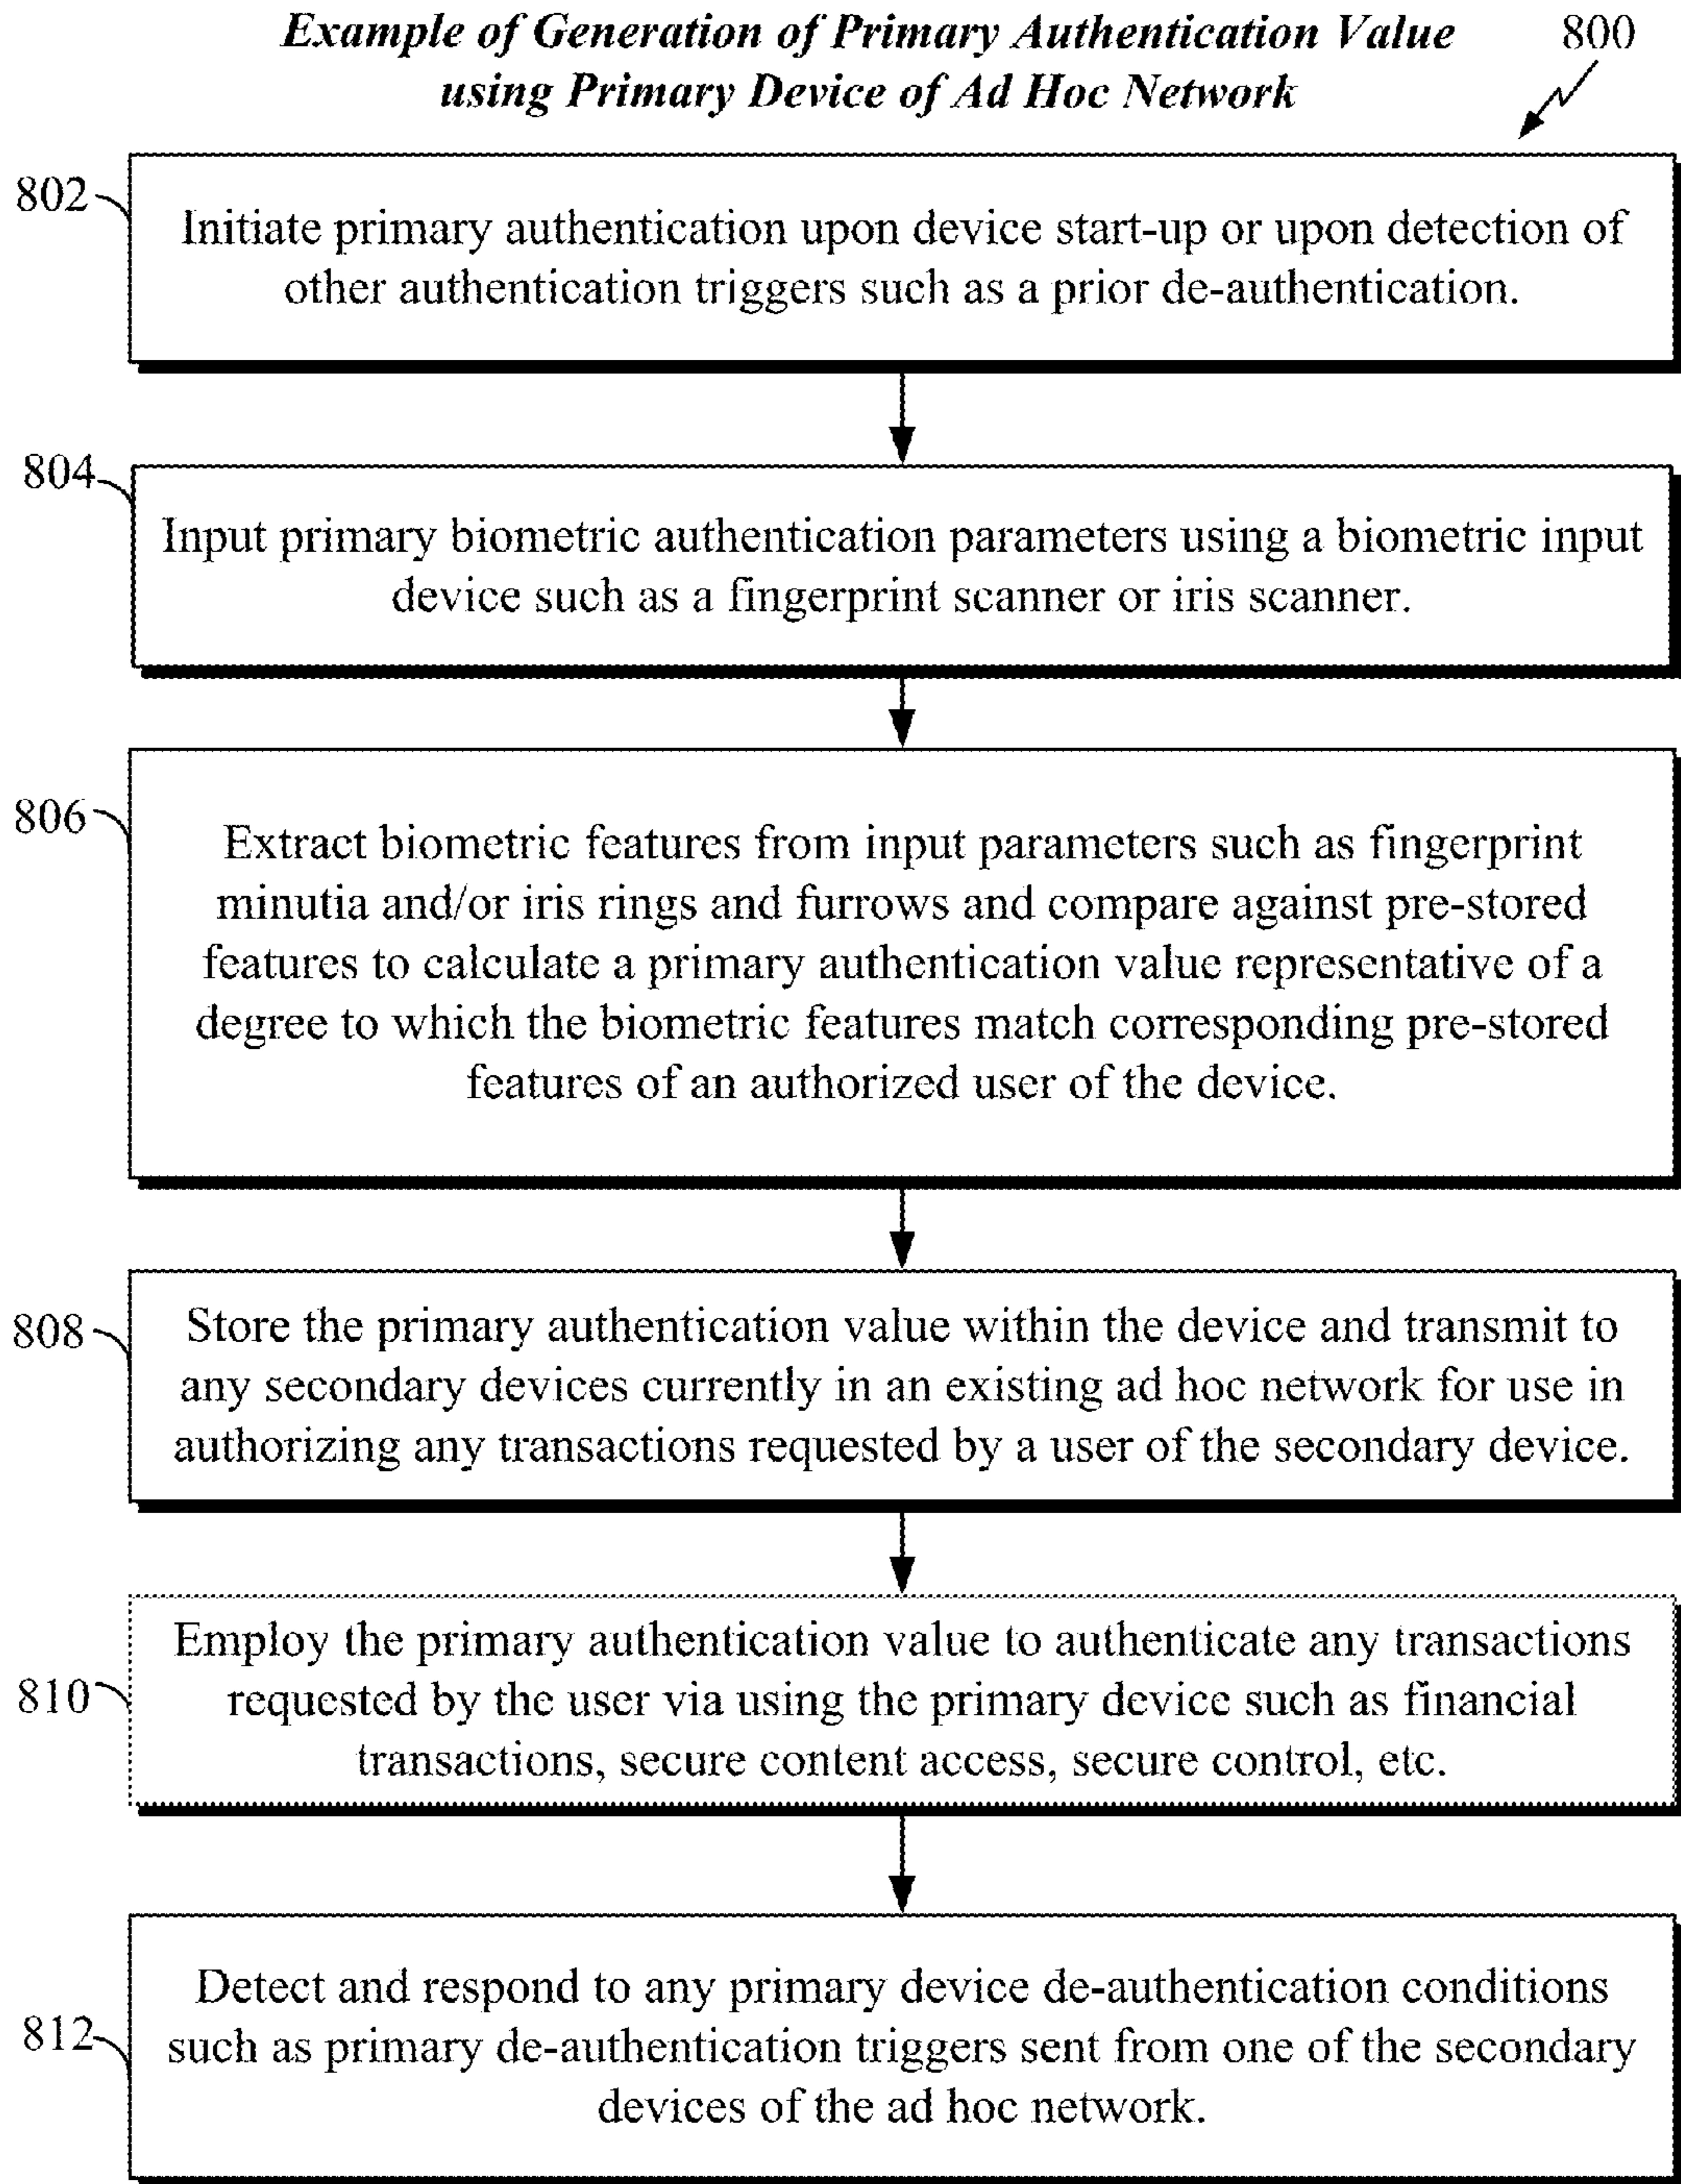 Example of Generation of Primary Authentication Value
using Primary Device of Ad Hoc Network
800
802
Initiate primary authentication upon device start-up or upon detection of
other authentication triggers such as a prior de-authentication.
804
Input primary biometric authentication parameters using a biometric input
device such as a fingerprint scanner or iris scanner.
806
Extract biometric features from input parameters such as fingerprint
minutia and/or iris rings and furrows and compare against pre-stored
features to calculate a primary authentication value representative of a
degree to which the biometric features match corresponding pre-stored
features of an authorized user of the device.
808
Store the primary authentication value within the device and transmit to
any secondary devices currently in an existing ad hoc network for use in
authorizing any transactions requested by a user of the secondary device.
810
Employ the primary authentication value to authenticate any transactions
requested by the user via using the primary device such as financial
transactions, secure content access, secure control, etc.
812
Detect and respond to any primary device de-authentication conditions
such as primary de-authentication triggers sent from one of the secondary
devices of the ad hoc network.